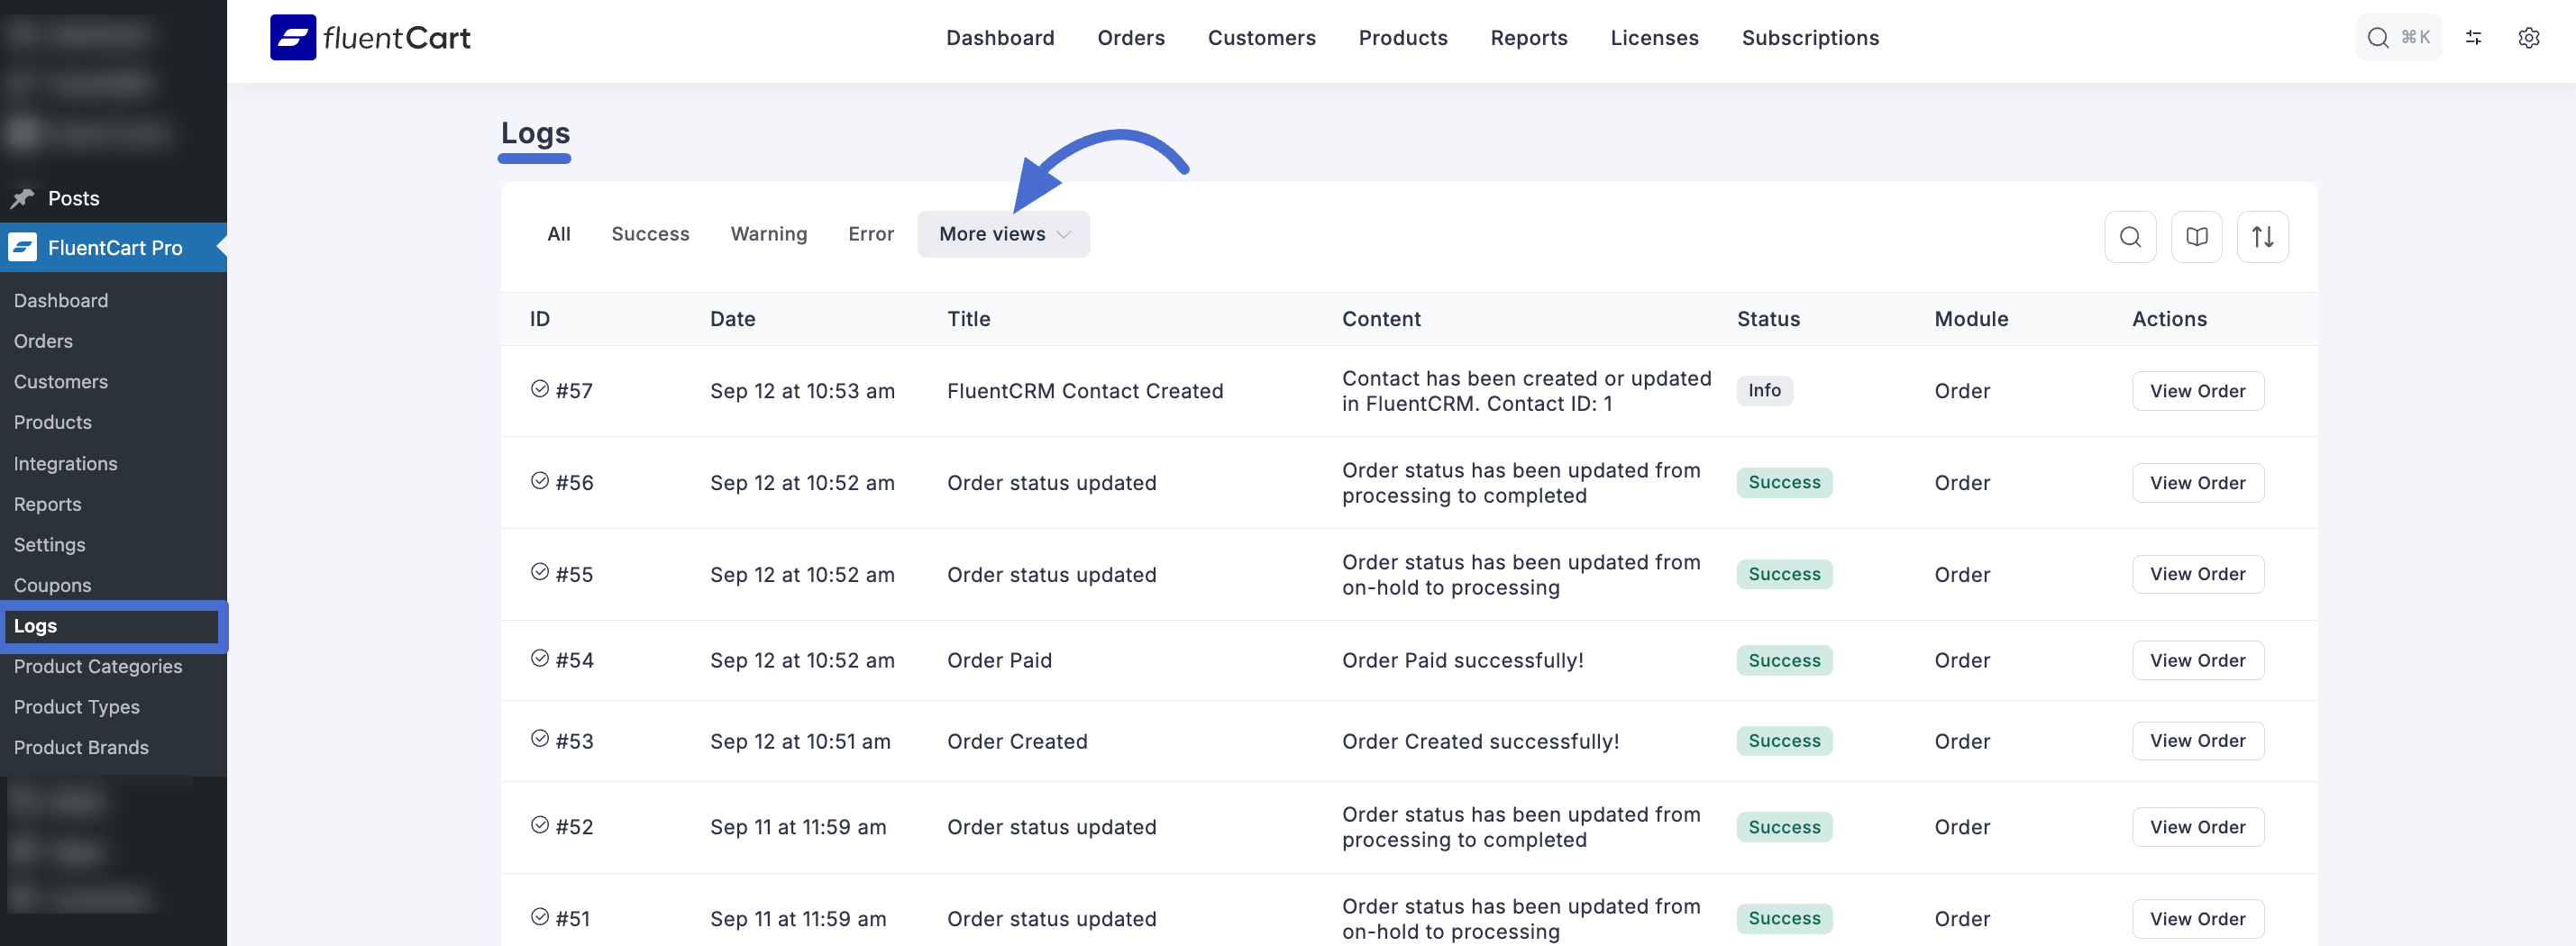 fluentCart
Dashboard Orders Customers Products Reports Licenses Subscriptions
⌘K
Posts
FluentCart Pro
Dashboard
Orders
Customers
Products
Integrations
Reports
Settings
Coupons
Logs
Product Categories
Product Types
Product Brands
Logs
All Success Warning Error More views
ID Date Title Content Status Module Actions
#57 Sep 12 at 10:53 am FluentCRM Contact Created Contact has been created or updated
in FluentCRM. Contact ID: 1 Info Order View Order
#56 Sep 12 at 10:52 am Order status updated Order status has been updated from
processing to completed Success Order View Order
#55 Sep 12 at 10:52 am Order status updated Order status has been updated from
on-hold to processing Success Order View Order
#54 Sep 12 at 10:52 am Order Paid Order Paid successfully! Success Order View Order
#53 Sep 12 at 10:51 am Order Created Order Created successfully! Success Order View Order
#52 Sep 11 at 11:59 am Order status updated Order status has been updated from
processing to completed Success Order View Order
#51 Sep 11 at 11:59 am Order status updated Order status has been updated from
on-hold to processing Success Order View Order